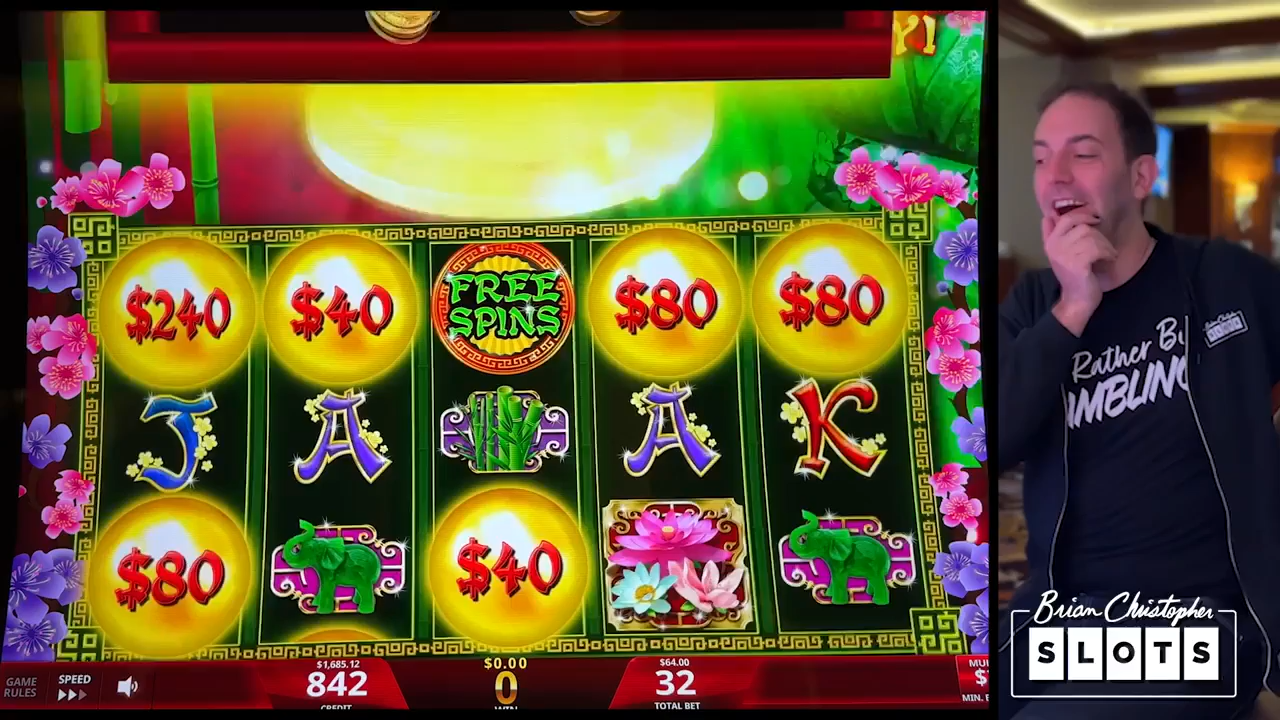 YI
$240
$40
FREE
SPINS
$80
$80
J
A
A
K
$80
$40
GAME
RULES
SPEED
$1,685.12
842
CREDIT
$0.00
0
WIN
$64.00
32
TOTAL BET
Rather Be
Brian Christopher
SLOTS